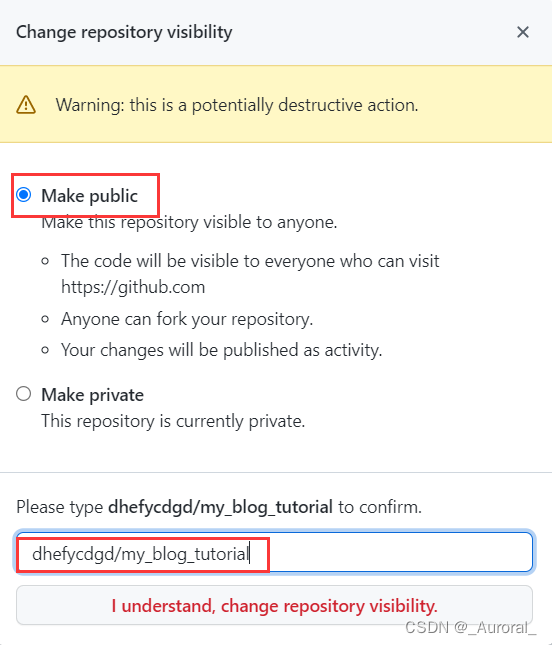 Change repository visibility
Warning: this is a potentially destructive action.
Make public
Make this repository visible to anyone.
The code will be visible to everyone who can visit
https://github.com
Anyone can fork your repository.
Your changes will be published as activity.
Make private
This repository is currently private.
Please type dhefycdgd/my_blog_tutorial to confirm.
dhefycdgd/my_blog_tutorial
I understand, change repository visibility.
CSDN @_Auroral_